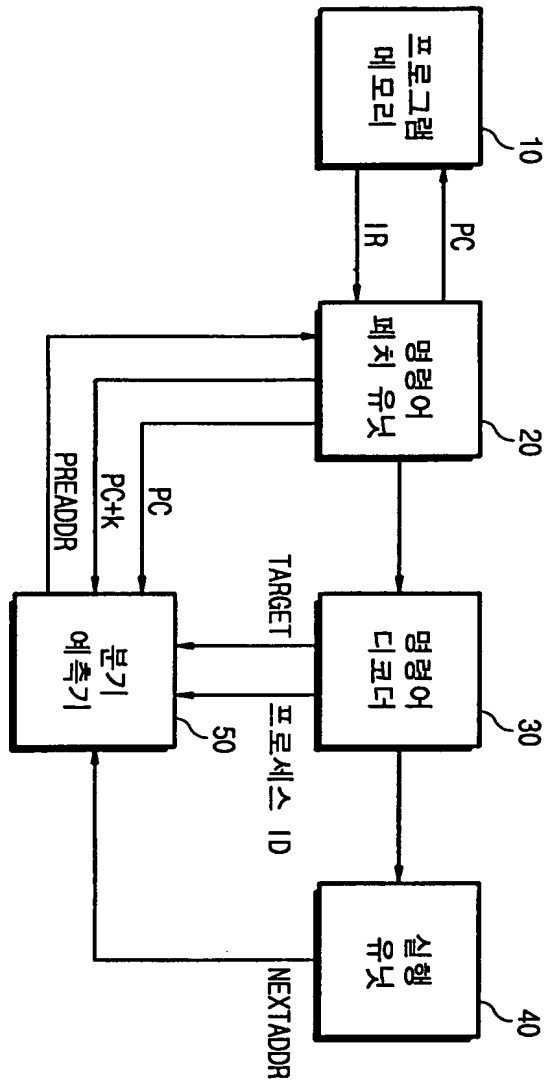 10
프로그램
메모리
PC
IR
20
명령어
페치 유닛
30
명령어
디코더
40
실행
유닛
PREADDR
PC+k
PC
TARGET
프로세스 ID
NEXTADDR
50
분기
예측기